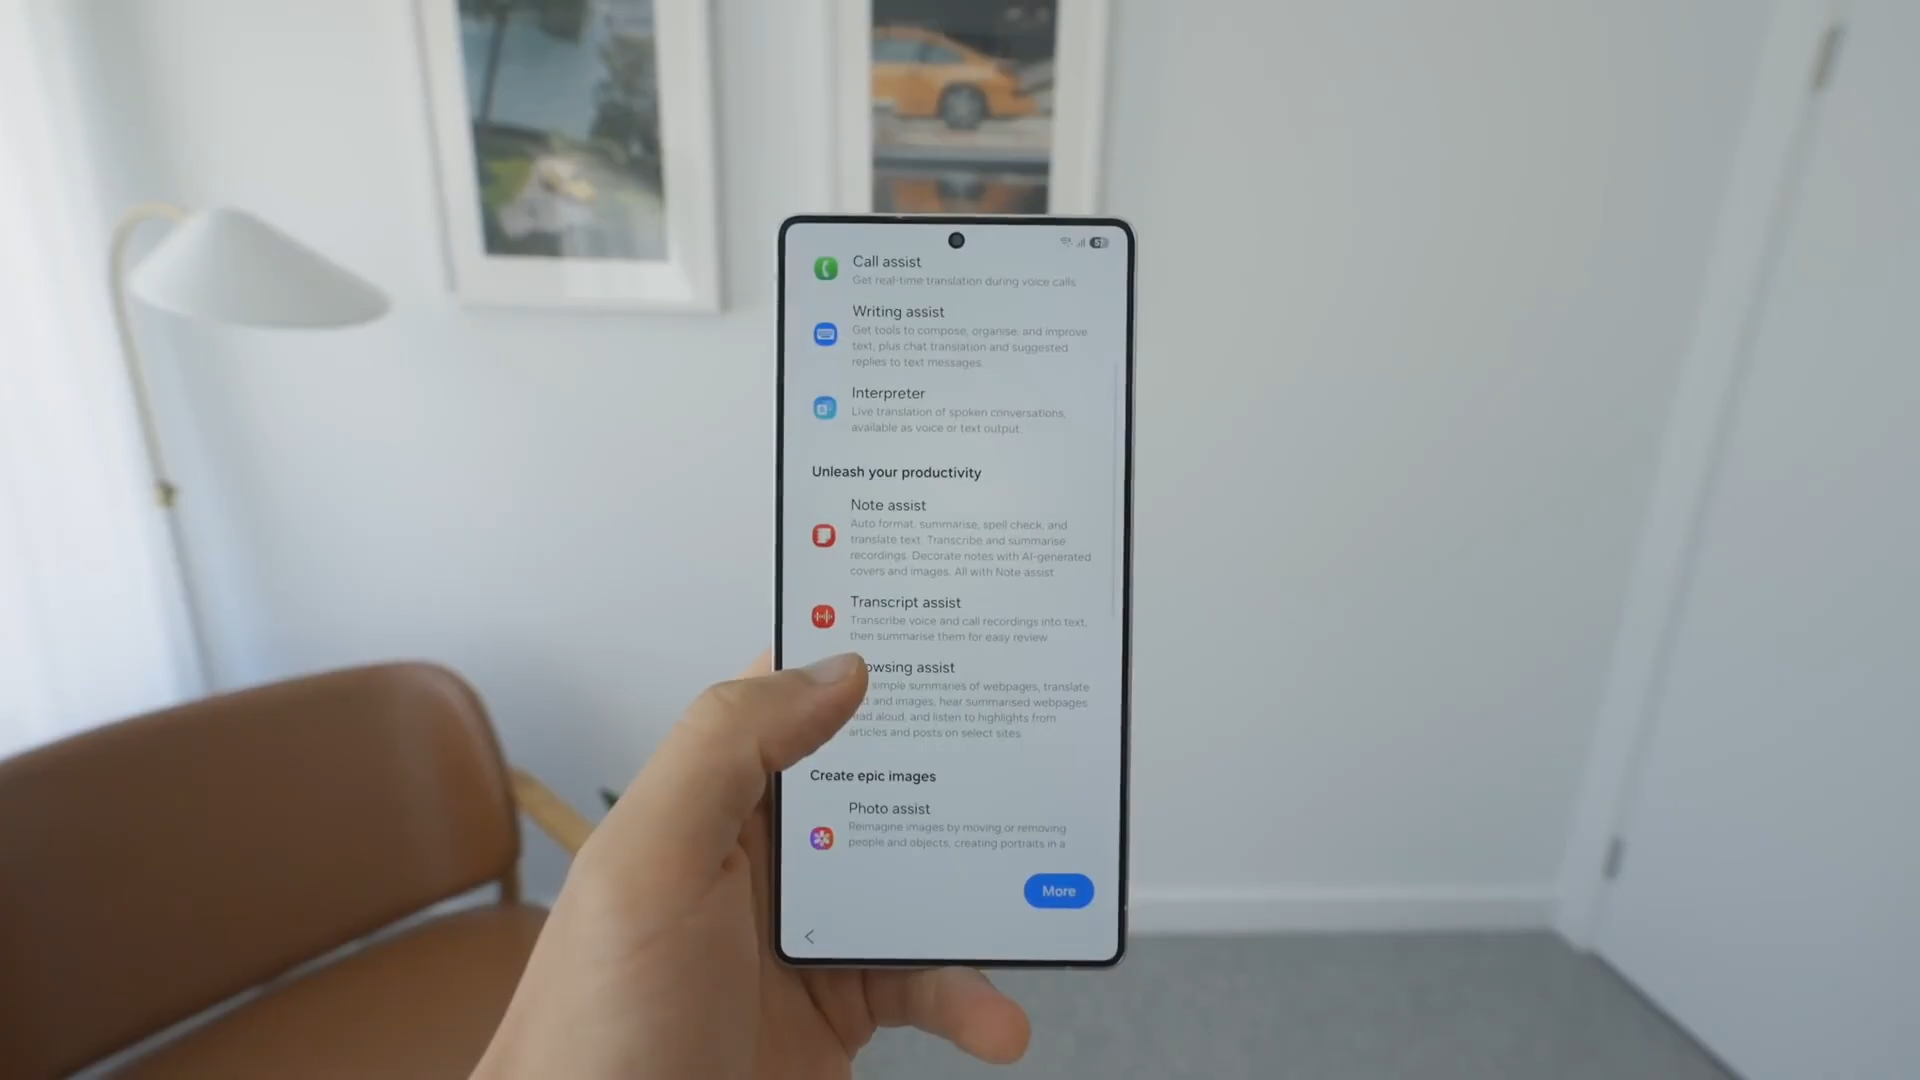 Call assist
Get real-time translation during voice calls
Writing assist
Get tools to compose, organise, and improve
text, plus chat translation and suggested
replies to text messages.
Interpreter
Live translation of spoken conversations,
available as voice or text output.
Unleash your productivity
Note assist
Auto format, summarise, spell check, and
translate text. Transcribe and summarise
recordings. Decorate notes with AI-generated
covers and images. All with Note assist.
Transcript assist
Transcribe voice and call recordings into text,
then summarise them for easy review.
owsing assist
simple summaries of webpages, translate
and images, hear summarised webpages
aloud, and listen to highlights from
articles and posts on select sites.
Create epic images
Photo assist
Reimagine images by moving or removing
people and objects, creating portraits in a
More